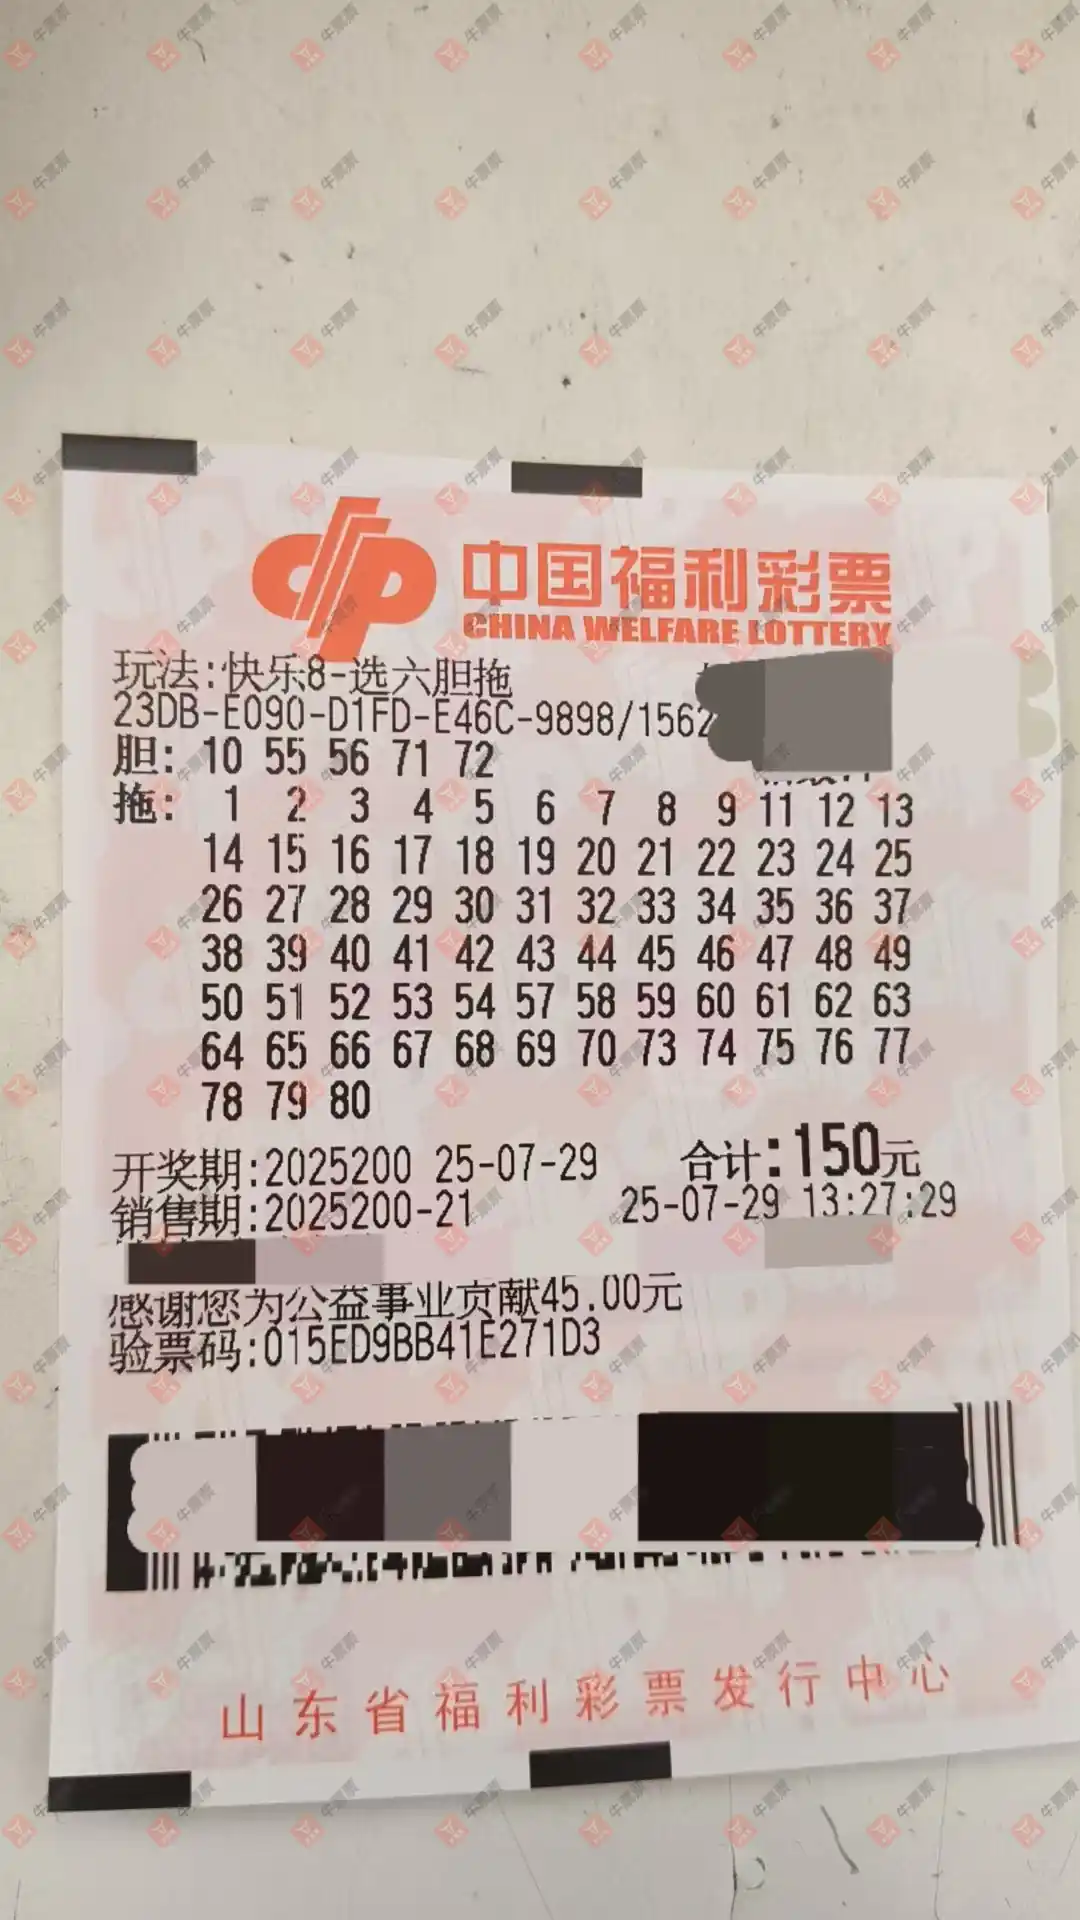 中国福利彩票
CHINA WELFARE LOTTERY
玩法:快乐8-选六胆拖
23DB-E090-D1FD-E46C-9898/1562
胆: 10 55 56 71 72
拖: 1 2 3 4 5 6 7 8 9 11 12 13
14 15 16 17 18 19 20 21 22 23 24 25
26 27 28 29 30 31 32 33 34 35 36 37
38 39 40 41 42 43 44 45 46 47 48 49
50 51 52 53 54 57 58 59 60 61 62 63
64 65 66 67 68 69 70 73 74 75 76 77
78 79 80
开奖期:2025200 25-07-29 合计:150元
销售期:2025200-21 25-07-29 13:27:29
感谢您为公益事业贡献45.00元
验票码:015ED9BB41E271D3
山东省福利彩票发行中心
牛票票